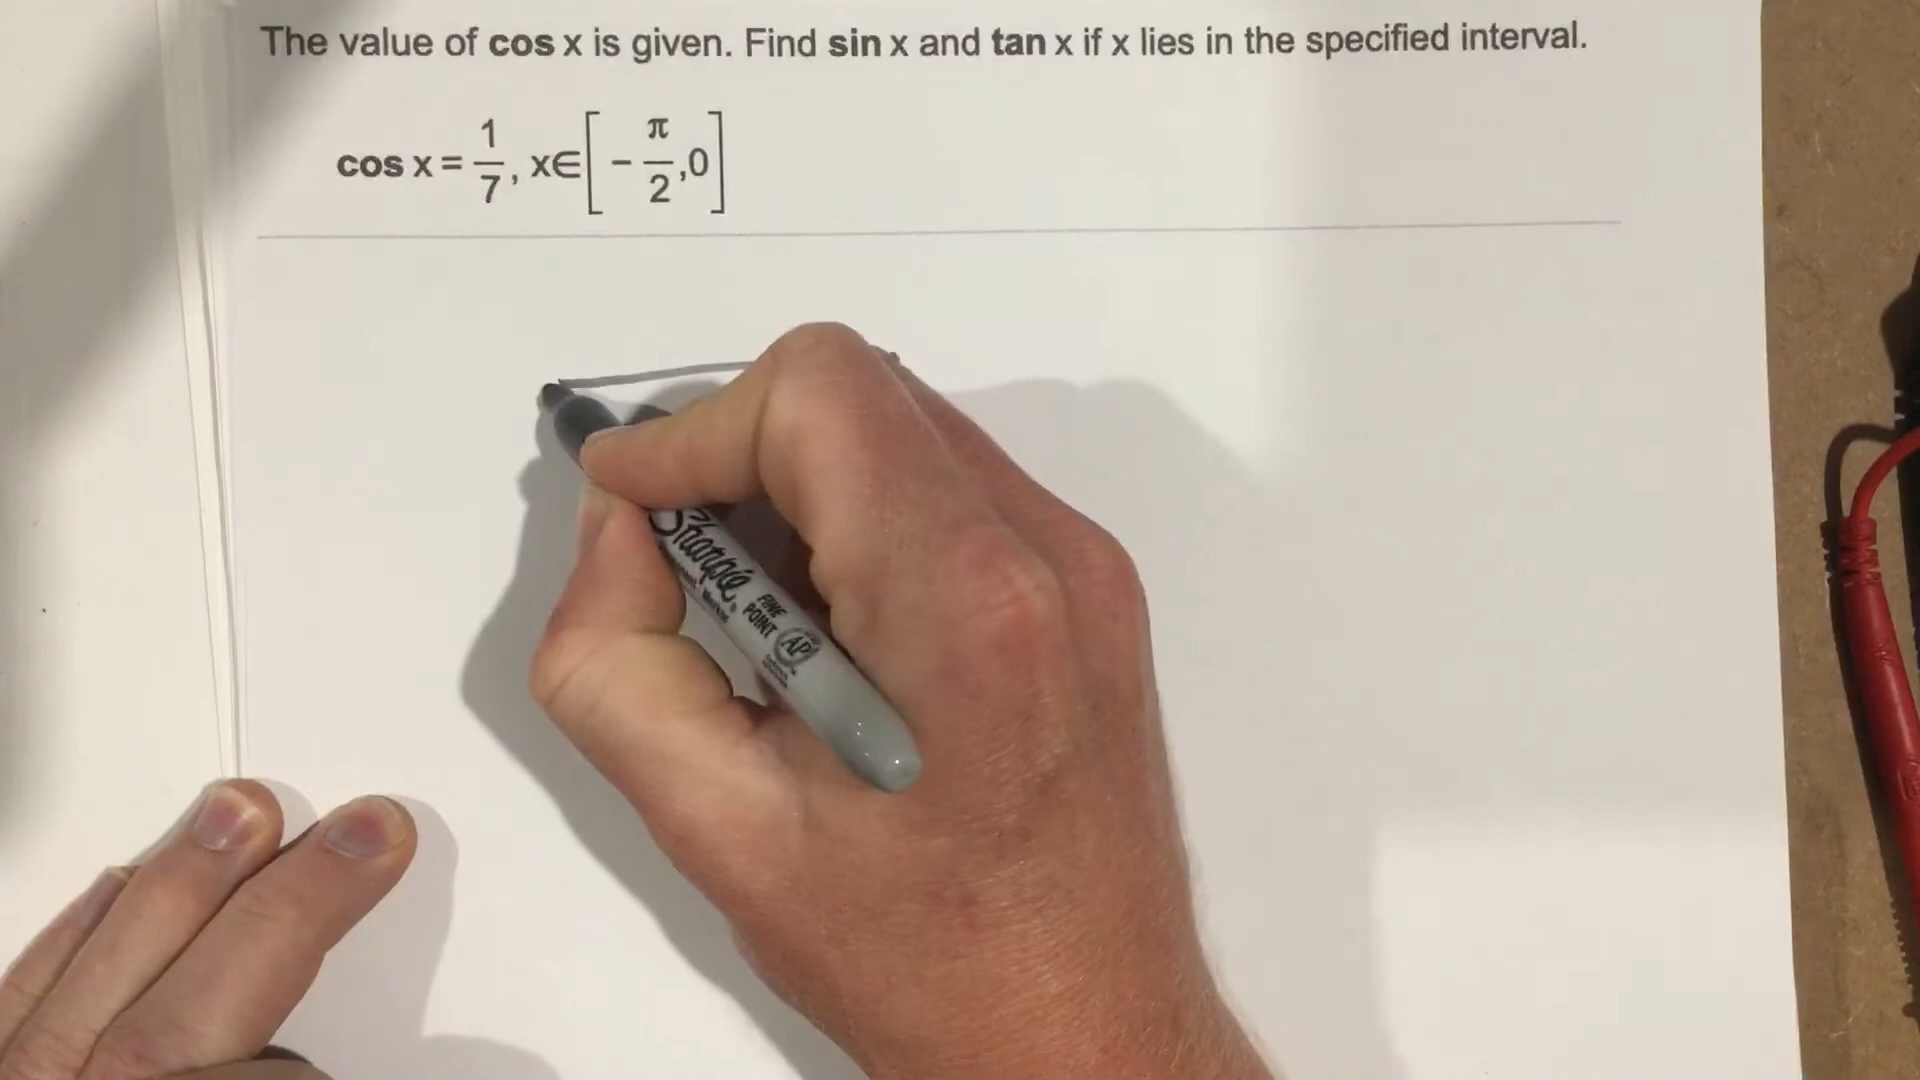 The value of cos x is given. Find sin x and tan x if x lies in the specified interval.
cos x = 1/7, x∈[-π/2,0]
Sharpie
FINE
POINT
AP